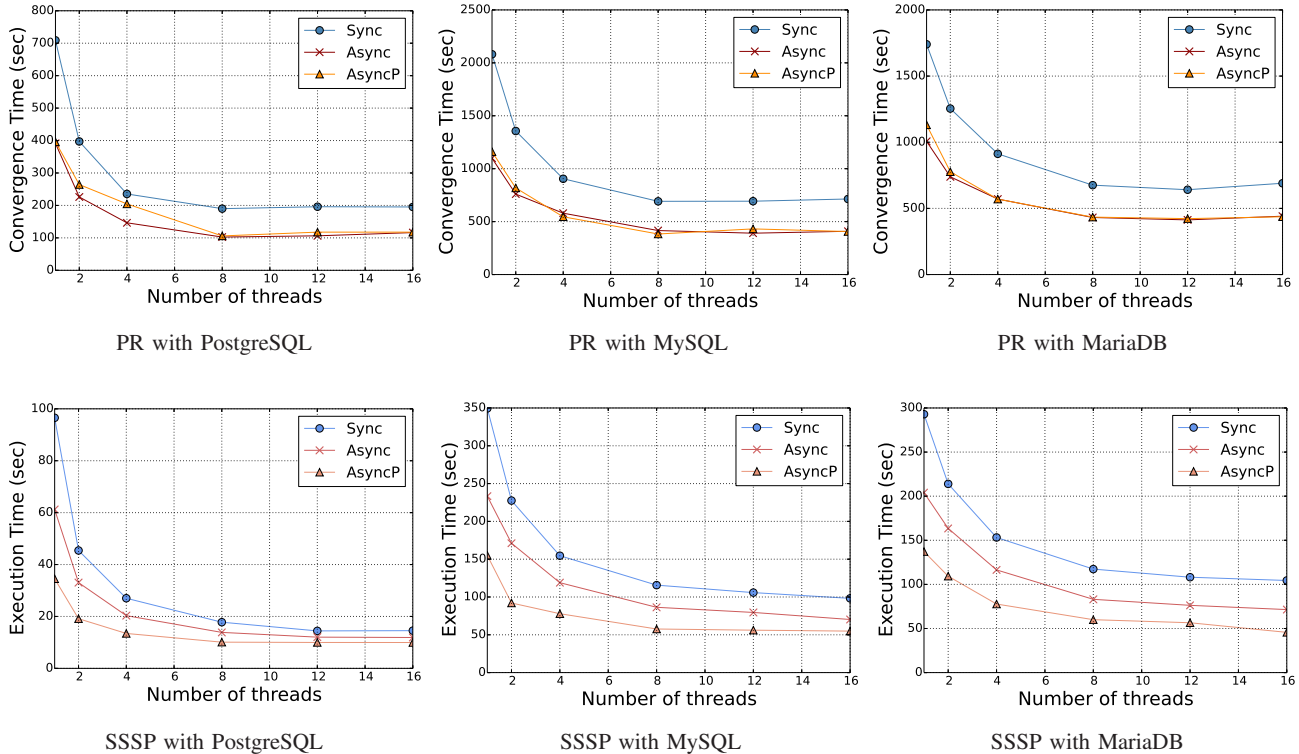 800
700
600
500
400
300
200
100
0
Convergence Time (sec)
Sync
Async
AsyncP
2 4 6 8 10 12 14 16
Number of threads
PR with PostgreSQL
2500
2000
1500
1000
500
0
Convergence Time (sec)
Sync
Async
AsyncP
2 4 6 8 10 12 14 16
Number of threads
PR with MySQL
2000
1500
1000
500
0
Convergence Time (sec)
Sync
Async
AsyncP
2 4 6 8 10 12 14 16
Number of threads
PR with MariaDB
100
80
60
40
20
0
Execution Time (sec)
Sync
Async
AsyncP
2 4 6 8 10 12 14 16
Number of threads
SSSP with PostgreSQL
350
300
250
200
150
100
50
0
Execution Time (sec)
Sync
Async
AsyncP
2 4 6 8 10 12 14 16
Number of threads
SSSP with MySQL
300
250
200
150
100
50
0
Execution Time (sec)
Sync
Async
AsyncP
2 4 6 8 10 12 14 16
Number of threads
SSSP with MariaDB